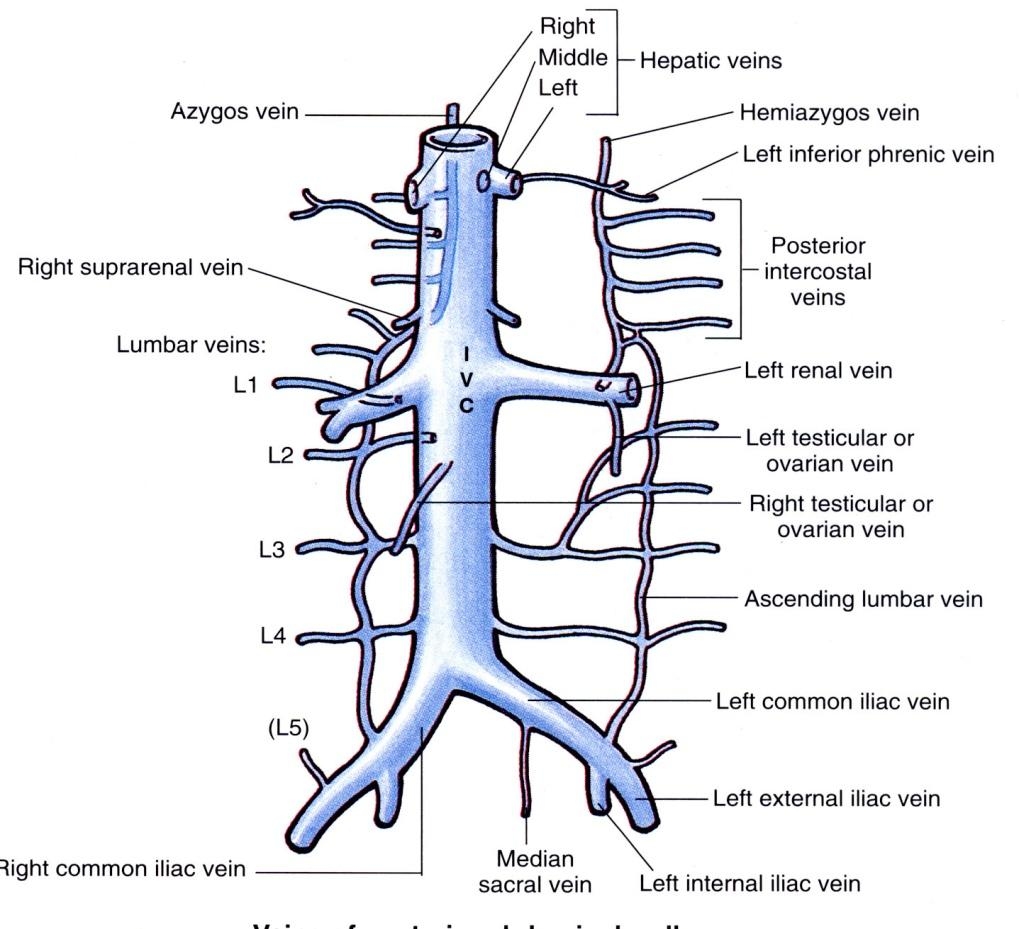 Right
Middle
Left
Hepatic veins
Azygos vein
Hemiazygos vein
Left inferior phrenic vein
Posterior
intercostal
veins
Right suprarenal vein
Lumbar veins:
I
V
C
L1
Left renal vein
L2
Left testicular or
ovarian vein
Right testicular or
ovarian vein
L3
Ascending lumbar vein
L4
Left common iliac vein
(L5)
Left external iliac vein
Right common iliac vein
Median
sacral vein
Left internal iliac vein